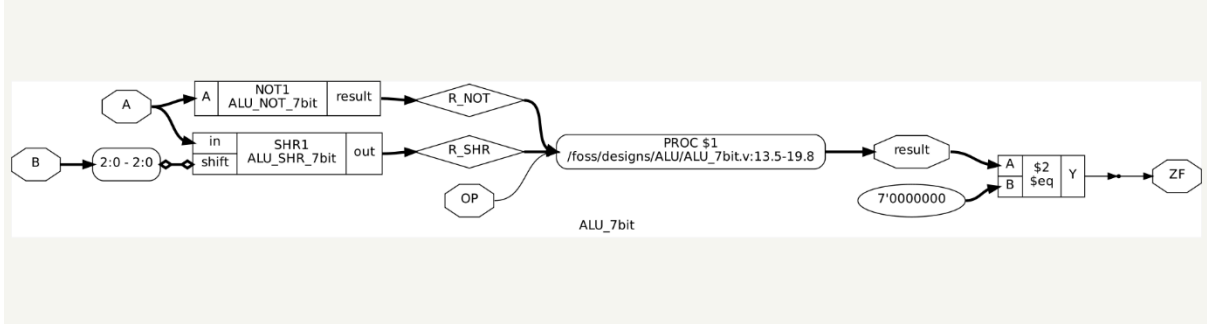 A
B
2:0 - 2:0
A
NOT1
ALU_NOT_7bit
result
in
shift
SHR1
ALU_SHR_7bit
out
R_NOT
R_SHR
OP
PROC $1
/foss/designs/ALU/ALU_7bit.v:13.5-19.8
result
7'0000000
A
B
$2
$eq
Y
ZF
ALU_7bit